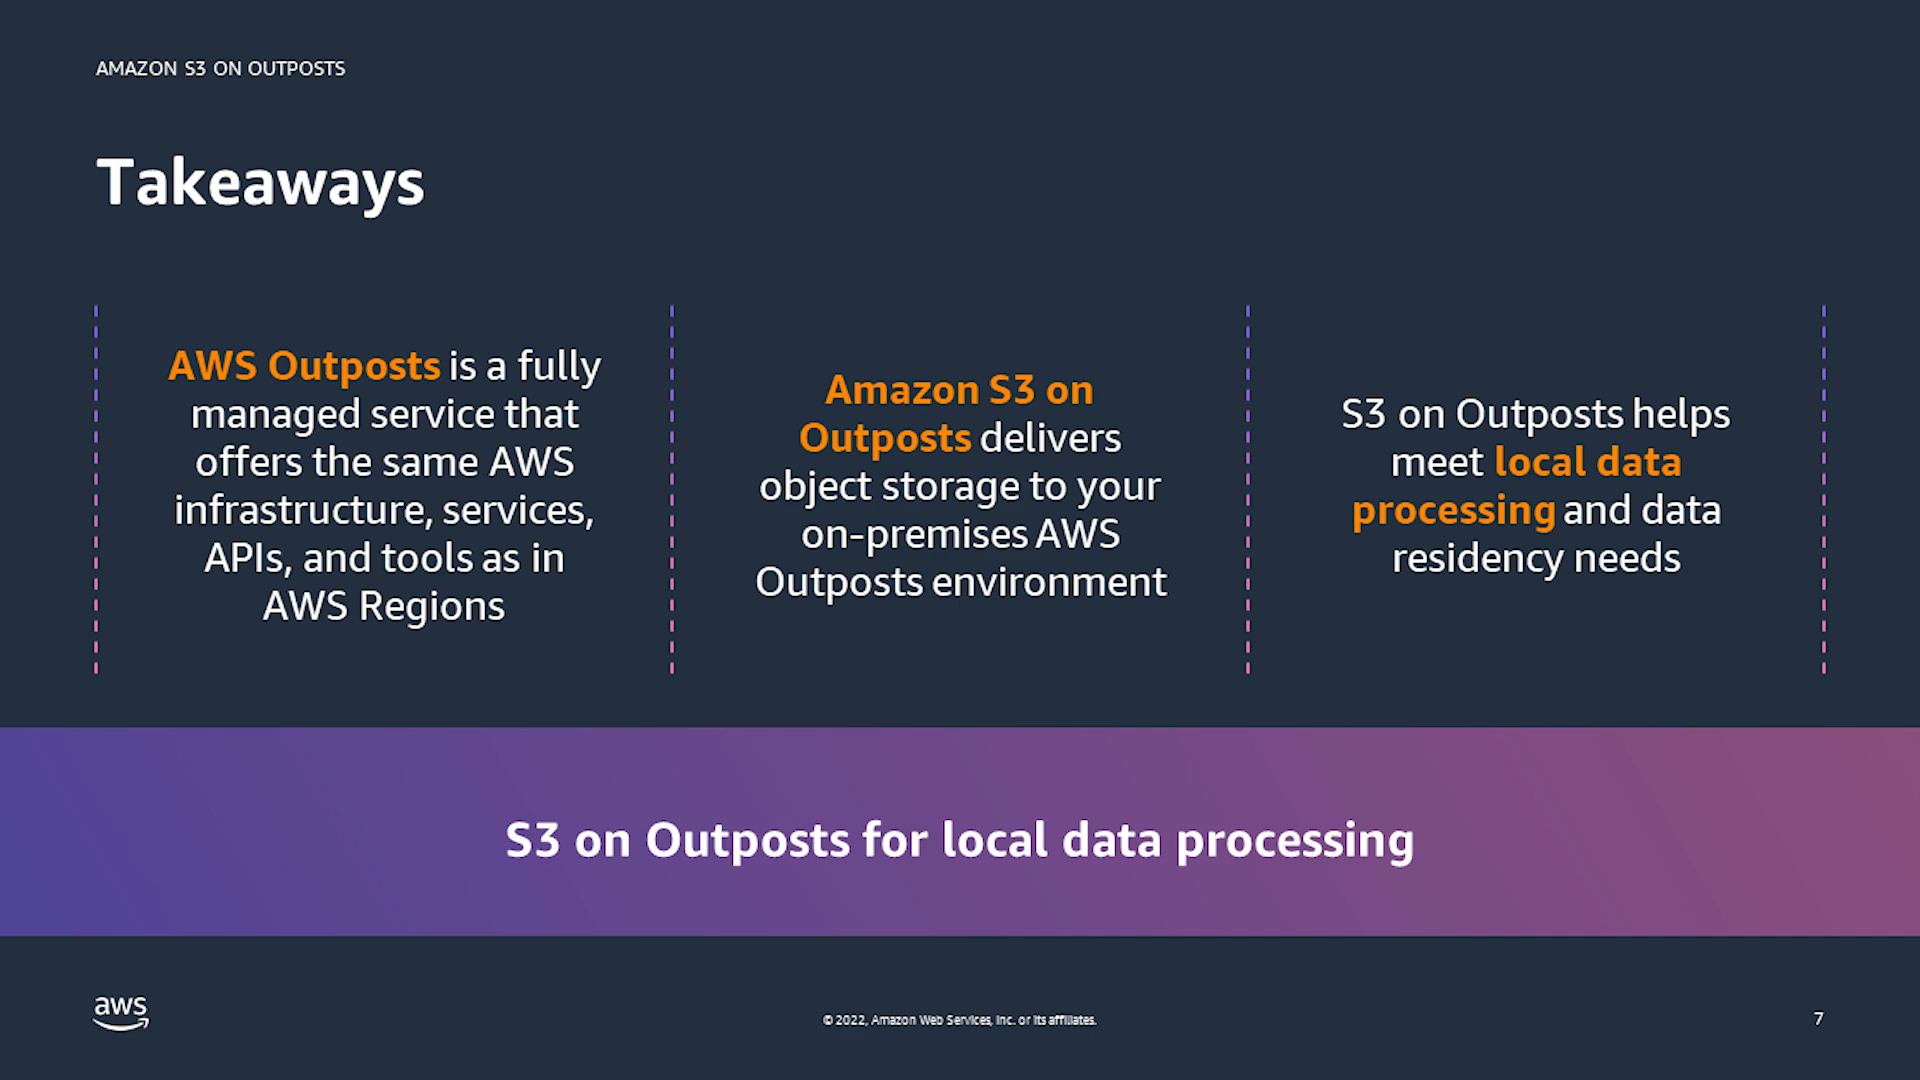 AMAZON S3 ON OUTPOSTS
Takeaways
AWS Outposts is a fully
managed service that
offers the same AWS
infrastructure, services,
APIs, and tools as in
AWS Regions
Amazon S3 on
Outposts delivers
object storage to your
on-premises AWS
Outposts environment
S3 on Outposts helps
meet local data
processing and data
residency needs
S3 on Outposts for local data processing
aws
© 2022, Amazon Web Services, Inc. or its affiliates.
7